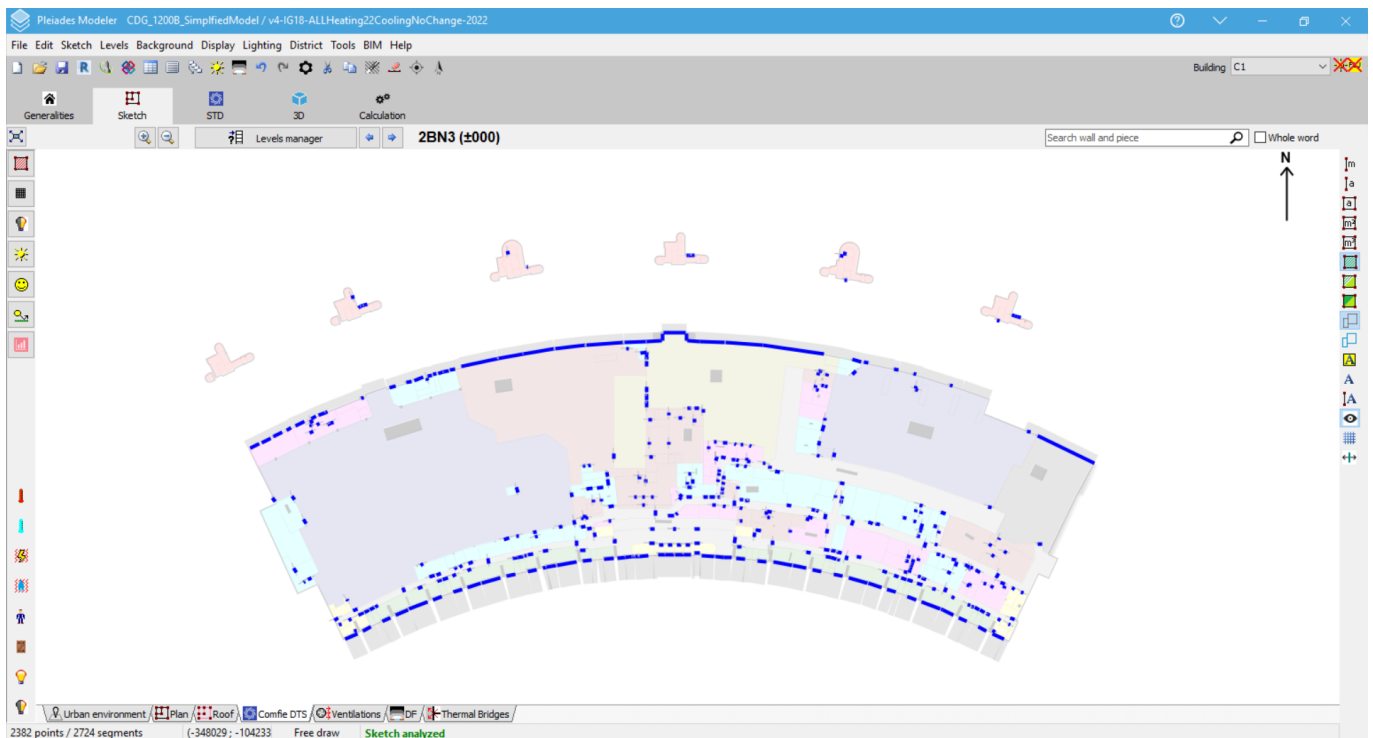 Pleiades Modeler CDG_1200B_SimplfiedModel / v4-IG18-ALLHeating22CoolingNoChange-2022
File Edit Sketch Levels Background Display Lighting District Tools BIM Help
R
Building C1
Generalities Sketch STD 3D Calculation
Levels manager 2BN3 (±000) Search wall and piece Whole word
N
m
a
a
m²
m³
A
A
A
Urban environment Plan Roof Comfie DTS Ventilations DF Thermal Bridges
2382 points / 2724 segments (-348029 ; -104233 Free draw Sketch analyzed